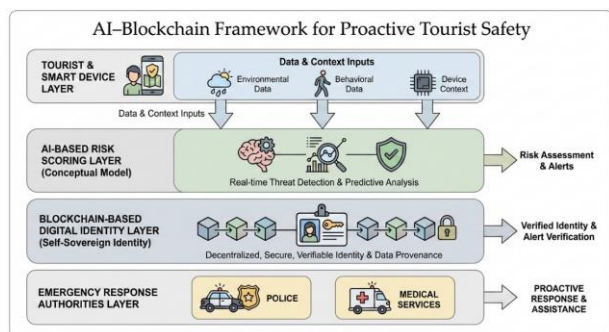 AI–Blockchain Framework for Proactive Tourist Safety
TOURIST &
SMART DEVICE
LAYER
Data & Context Inputs
Environmental
Data
Behavioral
Data
Device
Context
Data & Context Inputs
AI-BASED RISK
SCORING LAYER
(Conceptual Model)
Real-time Threat Detection & Predictive Analysis
Risk Assessment
& Alerts
BLOCKCHAIN-BASED
DIGITAL IDENTITY LAYER
(Self-Sovereign Identity)
Decentralized, Secure, Verifiable Identity & Data Provenance
Verified Identity &
Alert Verification
EMERGENCY RESPONSE
AUTHORITIES LAYER
POLICE
MEDICAL
SERVICES
PROACTIVE
RESPONSE &
ASSISTANCE